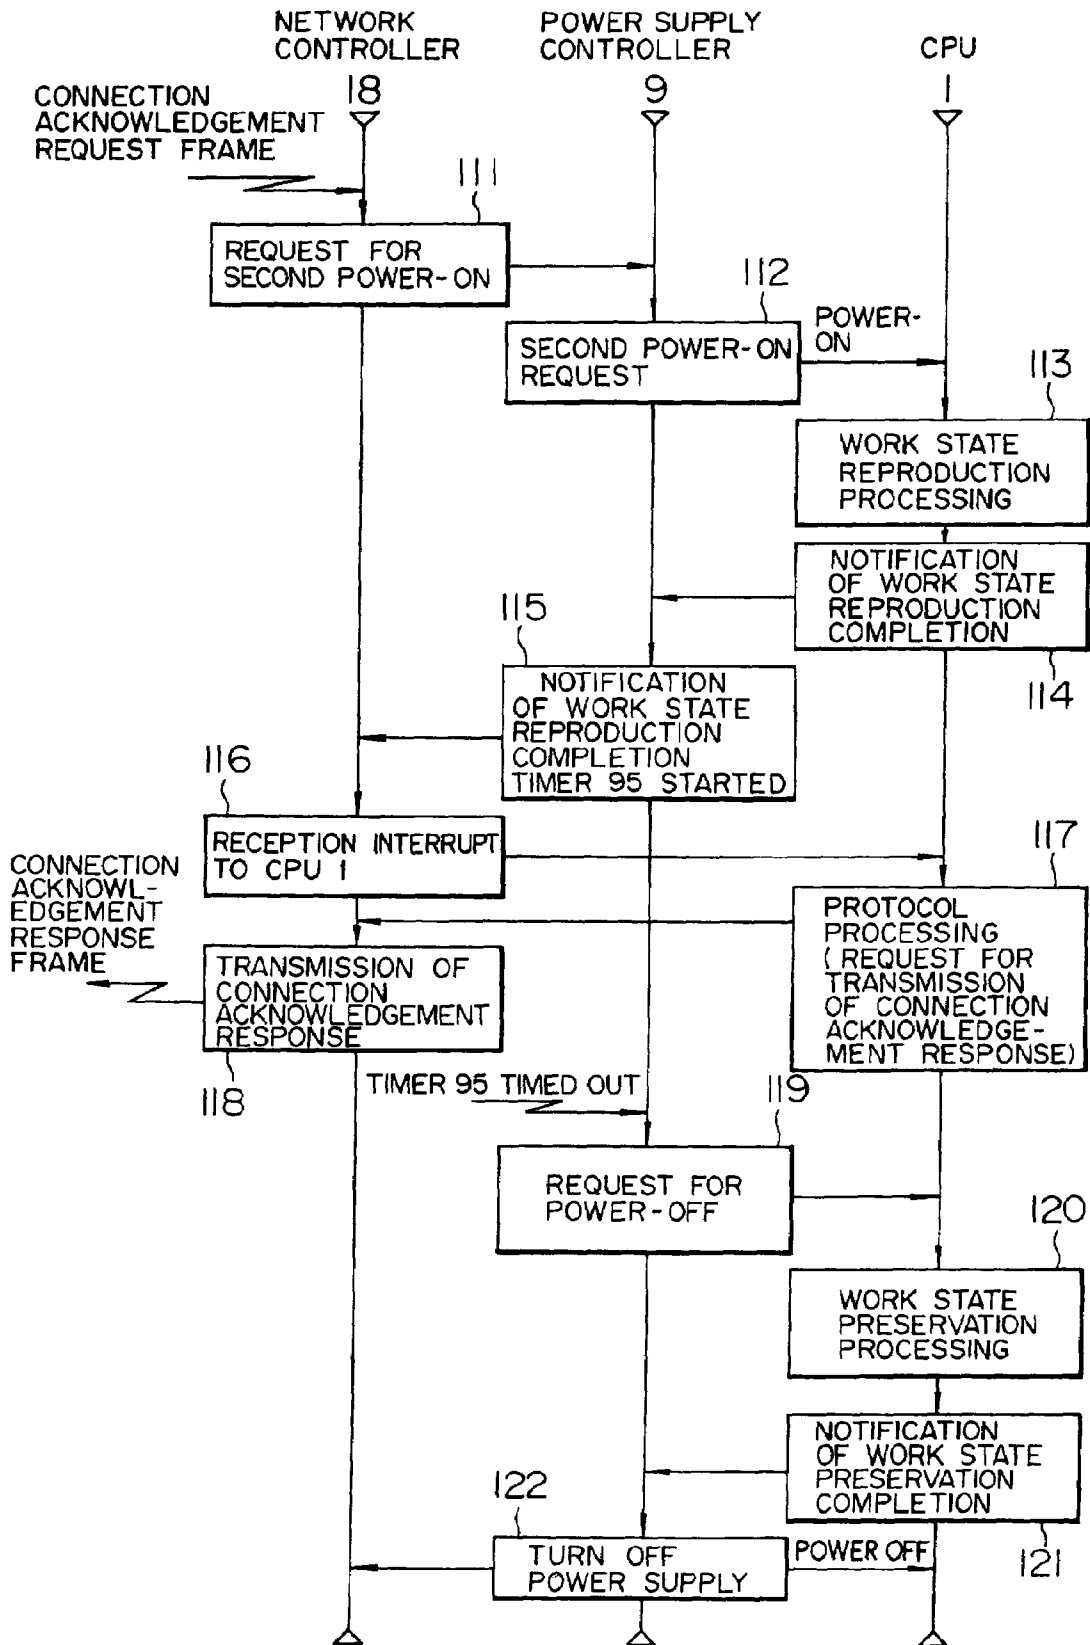 NETWORK
CONTROLLER
18
POWER SUPPLY
CONTROLLER
9
CPU
1
CONNECTION
ACKNOWLEDGEMENT
REQUEST FRAME
111
REQUEST FOR
SECOND POWER-ON
112
SECOND POWER-ON
REQUEST
POWER-
ON
113
WORK STATE
REPRODUCTION
PROCESSING
NOTIFICATION
OF WORK STATE
REPRODUCTION
COMPLETION
114
115
NOTIFICATION
OF WORK STATE
REPRODUCTION
COMPLETION
TIMER 95 STARTED
116
RECEPTION INTERRUPT
TO CPU 1
117
PROTOCOL
PROCESSING
(REQUEST FOR
TRANSMISSION
OF CONNECTION
ACKNOWLEDGE-
MENT RESPONSE)
CONNECTION
ACKNOWL-
EDGEMENT
RESPONSE
FRAME
TRANSMISSION OF
CONNECTION
ACKNOWLEDGEMENT
RESPONSE
118
TIMER 95 TIMED OUT
119
REQUEST FOR
POWER-OFF
120
WORK STATE
PRESERVATION
PROCESSING
NOTIFICATION
OF WORK STATE
PRESERVATION
COMPLETION
121
122
TURN OFF
POWER SUPPLY
POWER OFF